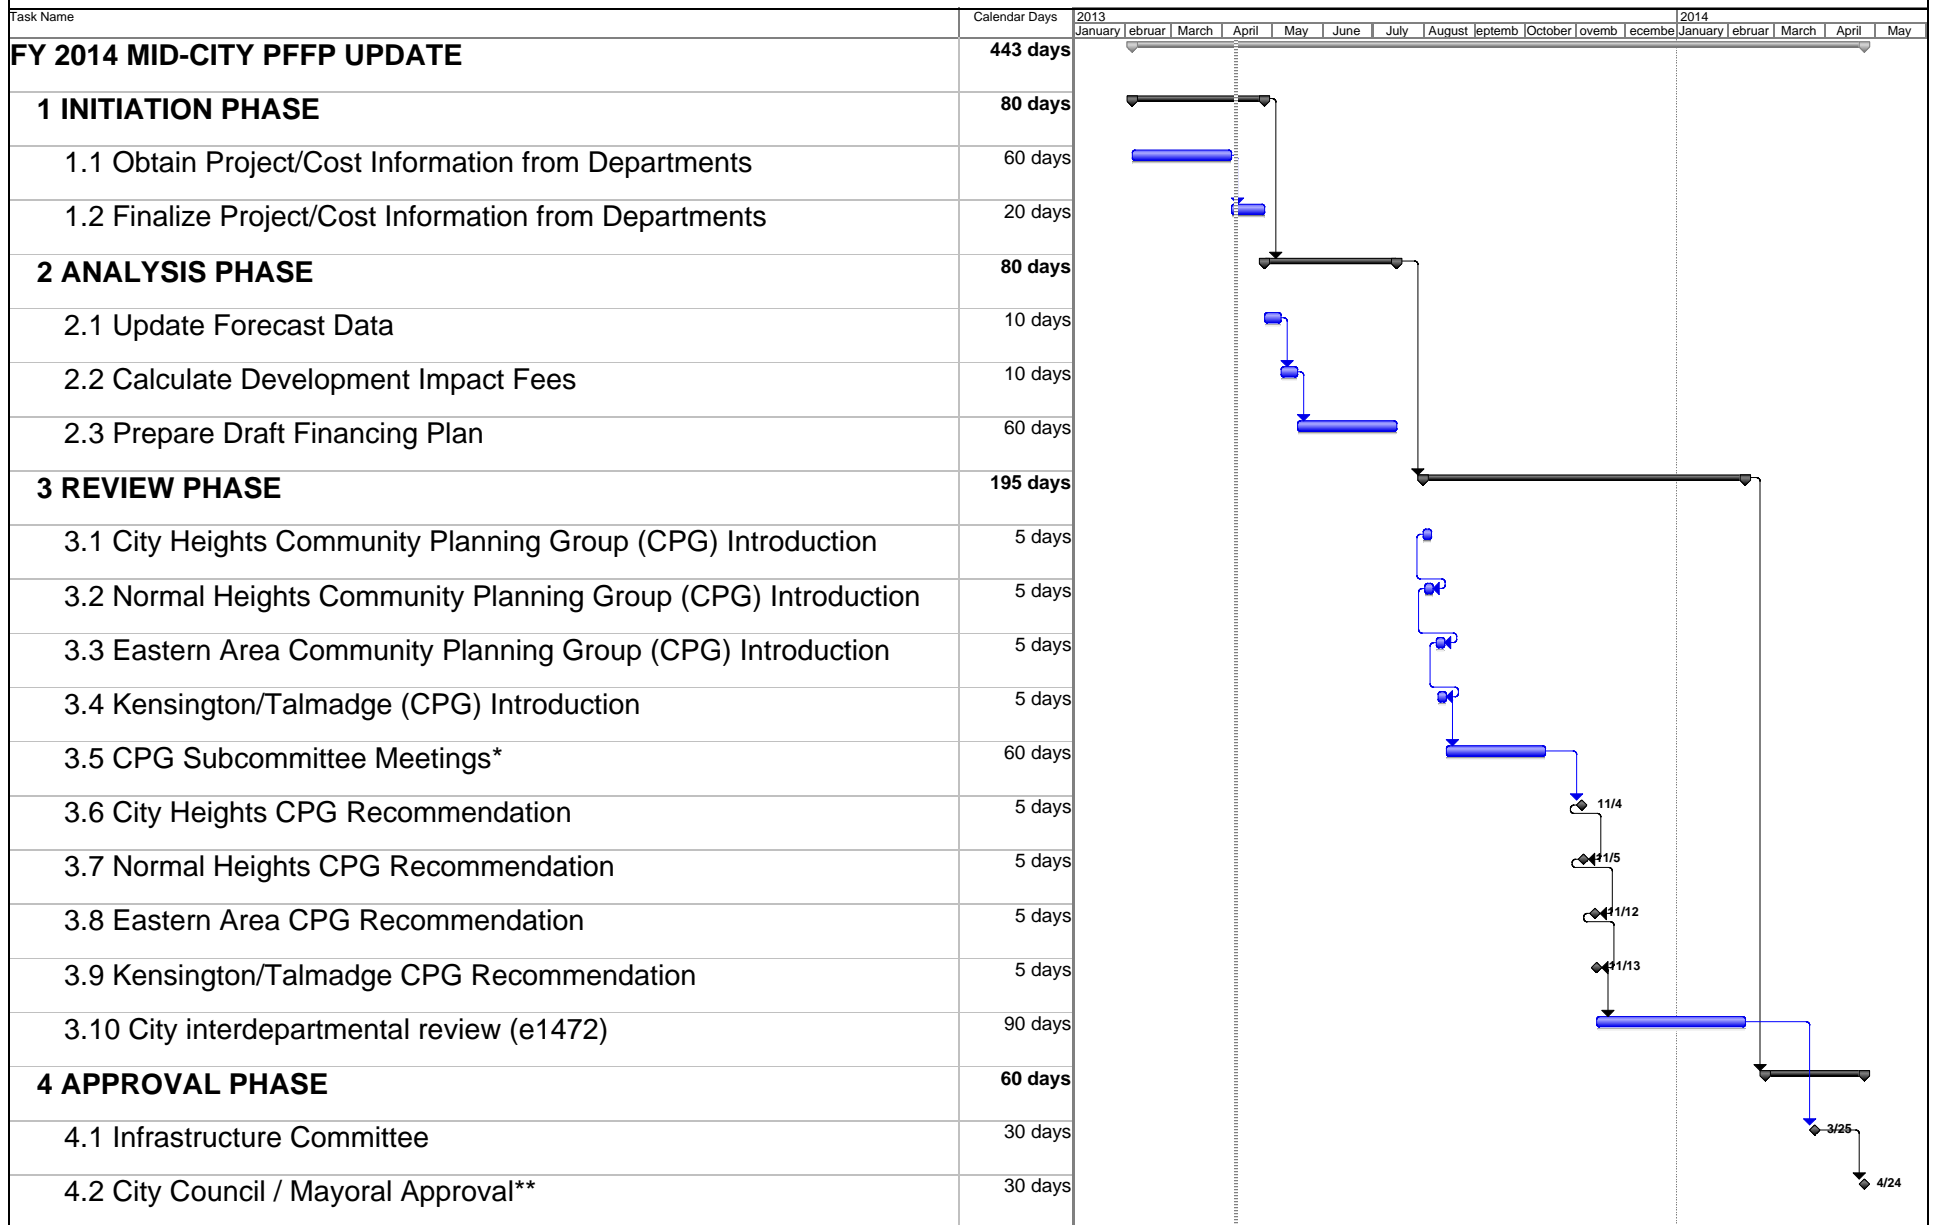 Task Name Calendar Days 2013 2014
January ebruar March April May June July August eptemb October ovemb ecembe January ebruar March April May
FY 2014 MID-CITY PFFP UPDATE 443 days
1 INITIATION PHASE 80 days
1.1 Obtain Project/Cost Information from Departments 60 days
1.2 Finalize Project/Cost Information from Departments 20 days
2 ANALYSIS PHASE 80 days
2.1 Update Forecast Data 10 days
2.2 Calculate Development Impact Fees 10 days
2.3 Prepare Draft Financing Plan 60 days
3 REVIEW PHASE 195 days
3.1 City Heights Community Planning Group (CPG) Introduction 5 days
3.2 Normal Heights Community Planning Group (CPG) Introduction 5 days
3.3 Eastern Area Community Planning Group (CPG) Introduction 5 days
3.4 Kensington/Talmadge (CPG) Introduction 5 days
3.5 CPG Subcommittee Meetings* 60 days
3.6 City Heights CPG Recommendation 5 days 11/4
3.7 Normal Heights CPG Recommendation 5 days 11/5
3.8 Eastern Area CPG Recommendation 5 days 11/12
3.9 Kensington/Talmadge CPG Recommendation 5 days 11/13
3.10 City interdepartmental review (e1472) 90 days
4 APPROVAL PHASE 60 days
4.1 Infrastructure Committee 30 days 3/25
4.2 City Council / Mayoral Approval** 30 days 4/24